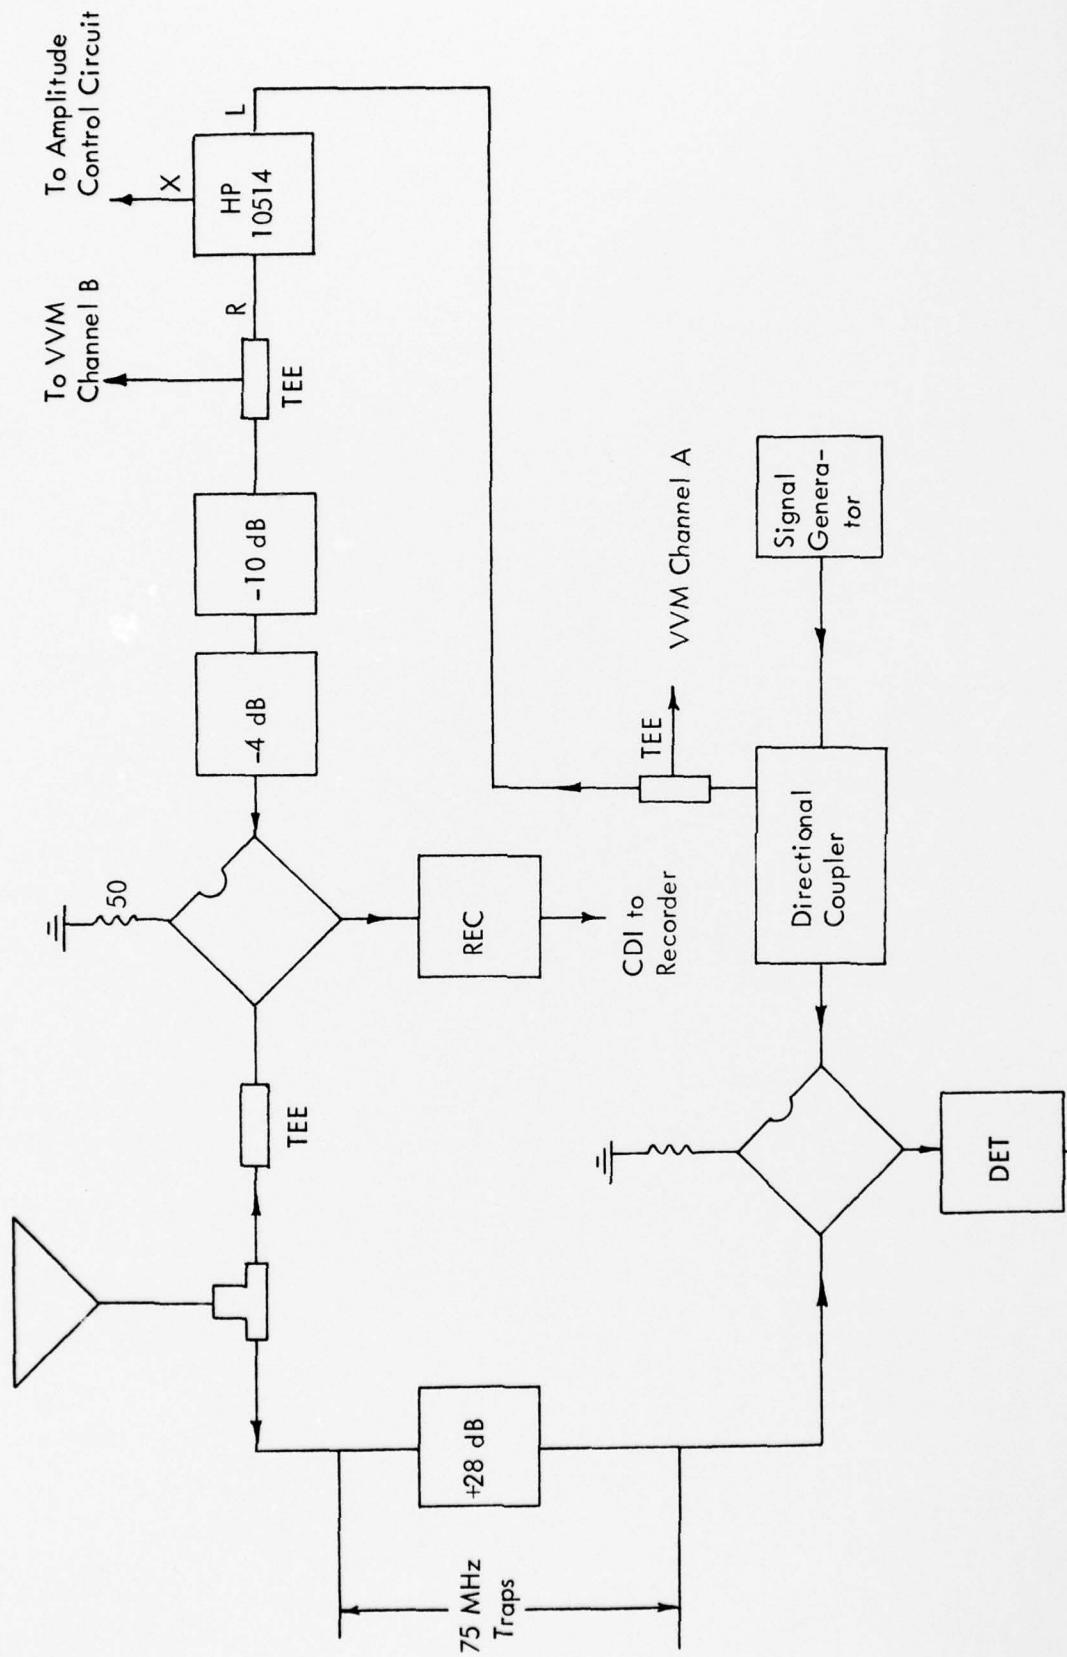 To Amplitude
Control Circuit
To VVM
Channel B
X
HP
10514
L
R
TEE
-10 dB
-4 dB
50
REC
CDI to
Recorder
TEE
+28 dB
75 MHz
Traps
VVM Channel A
TEE
Signal
Genera-
tor
Directional
Coupler
DET